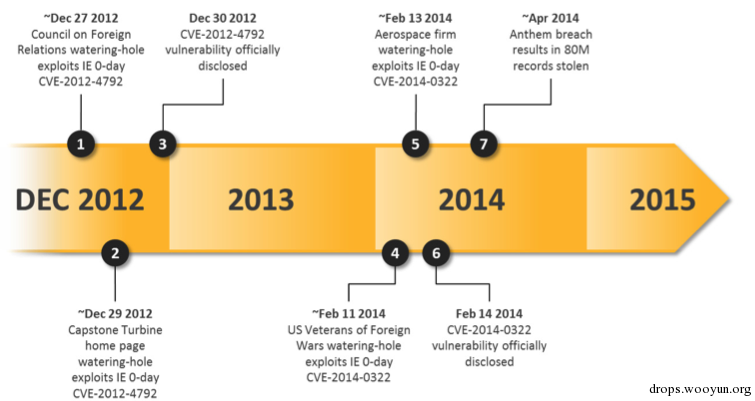 ~Dec 27 2012
Council on Foreign
Relations watering-hole
exploits IE 0-day
CVE-2012-4792
Dec 30 2012
CVE-2012-4792
vulnerability officially
disclosed
~Feb 13 2014
Aerospace firm
watering-hole
exploits IE 0-day
CVE-2014-0322
~Apr 2014
Anthem breach
results in 80M
records stolen
1
3
5
7
DEC 2012
2013
2014
2015
2
4
6
~Dec 29 2012
Capstone Turbine
home page
watering-hole
exploits IE 0-day
CVE-2012-4792
~Feb 11 2014
US Veterans of Foreign
Wars watering-hole
exploits IE 0-day
CVE-2014-0322
Feb 14 2014
CVE-2014-0322
vulnerability officially
disclosed
drops.wooyun.org